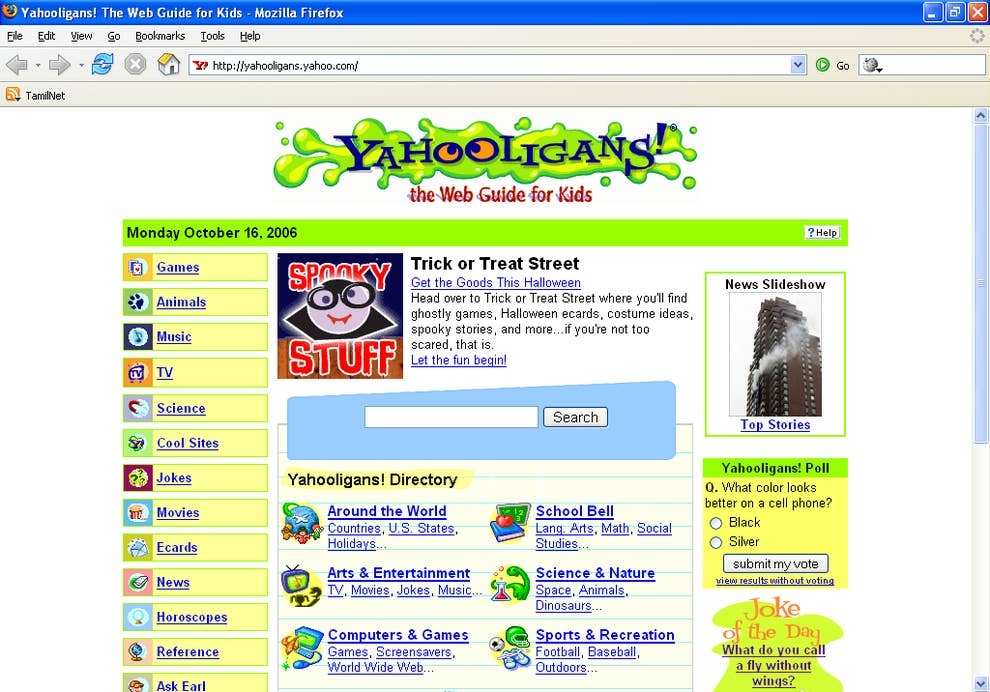 Yahooligans! The Web Guide for Kids - Mozilla Firefox
File Edit View Go Bookmarks Tools Help
http://yahooligans.yahoo.com/
Go
TamilNet
YAHOOLIGANS!®
the Web Guide for Kids
Monday October 16, 2006
? Help
Games
Animals
Music
TV
Science
Cool Sites
Jokes
Movies
Ecards
News
Horoscopes
Reference
Ask Earl
SPOOKY
STUFF
Trick or Treat Street
Get the Goods This Halloween
Head over to Trick or Treat Street where you'll find
ghostly games, Halloween ecards, costume ideas,
spooky stories, and more...if you're not too
scared, that is.
Let the fun begin!
Search
Yahooligans! Directory
Around the World
Countries, U.S. States,
Holidays...
School Bell
Lang. Arts, Math, Social
Studies...
Arts & Entertainment
TV, Movies, Jokes, Music...
Science & Nature
Space, Animals,
Dinosaurs...
Computers & Games
Games, Screensavers,
World Wide Web...
Sports & Recreation
Football, Baseball,
Outdoors...
News Slideshow
Top Stories
Yahooligans! Poll
Q. What color looks
better on a cell phone?
Black
Silver
submit my vote
view results without voting
Joke
of the Day
What do you call
a fly without
wings?